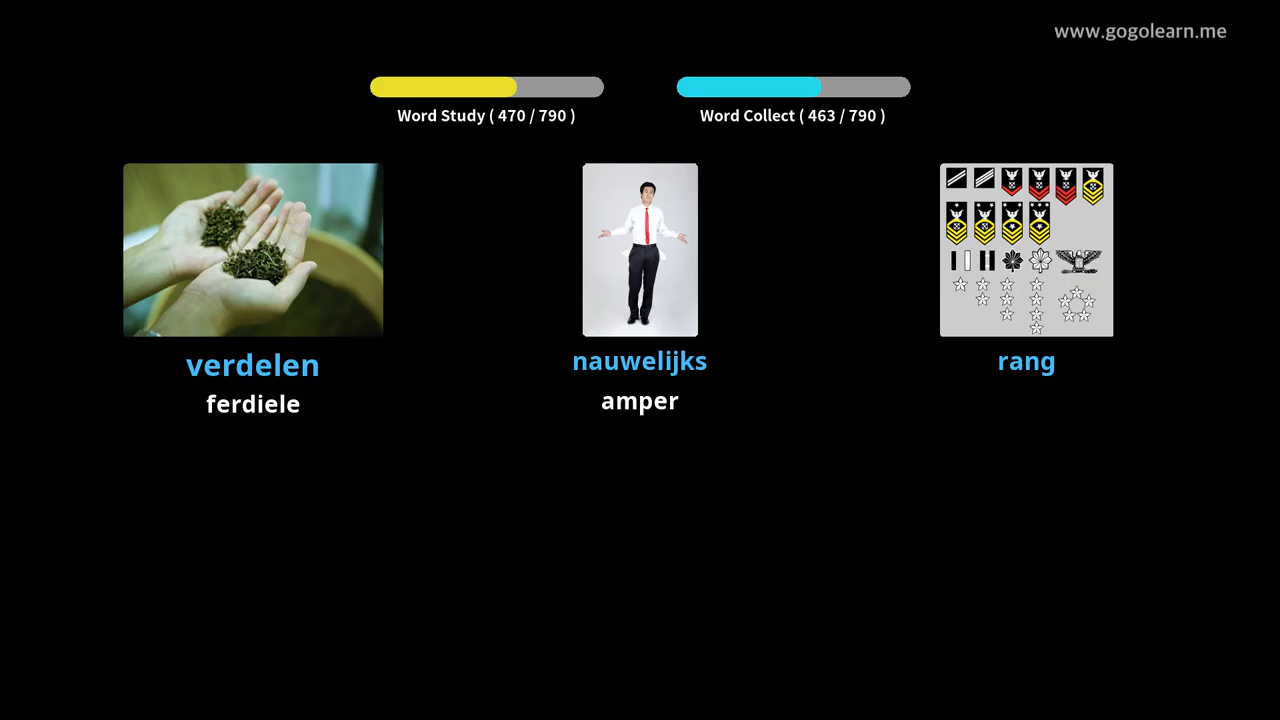 www.gogolearn.me
Word Study ( 470 / 790 )
Word Collect ( 463 / 790 )
verdelen
ferdiele
nauwelijks
amper
rang